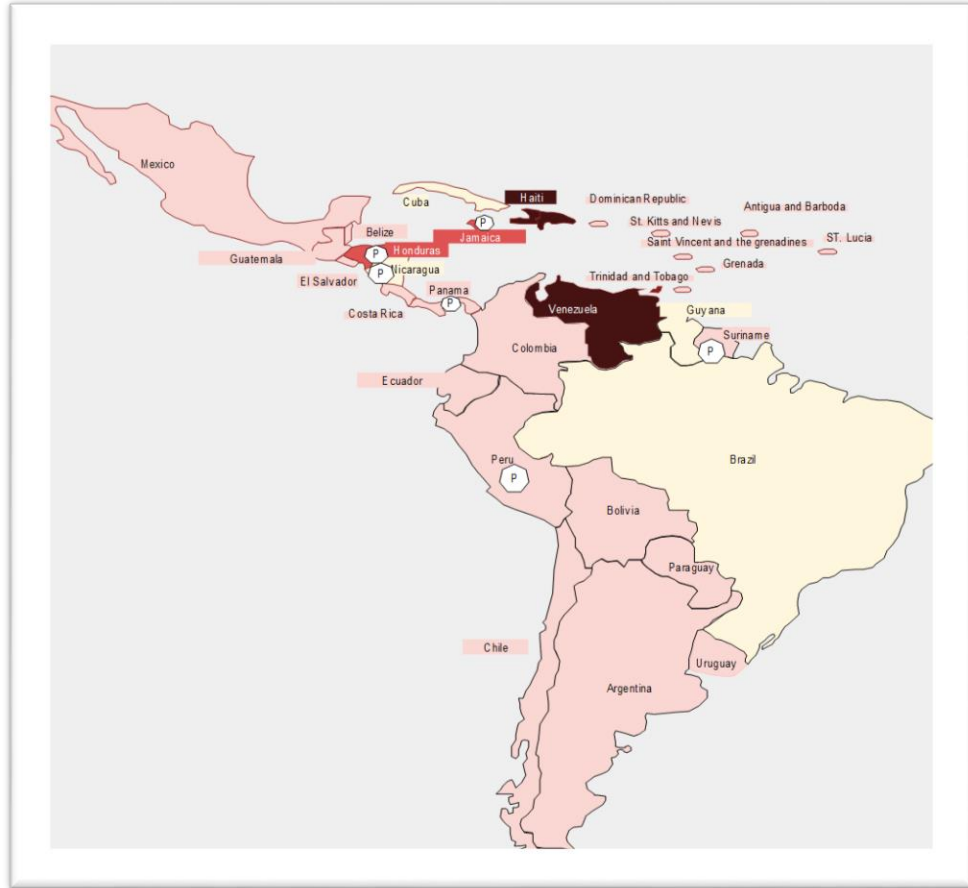 Mexico
Cuba
Haiti
Dominican Republic
Antigua and Barboda
St. Kitts and Nevis
P
Belize
Jamaica
Saint Vincent and the grenadines
ST. Lucia
Honduras
P
Guatemala
Nicaragua
Grenada
P
El Salvador
Trinidad and Tobago
Panama
P
Costa Rica
Venezuela
Guyana
Suriname
Colombia
P
Ecuador
Peru
P
Brazil
Bolivia
Paraguay
Chile
Uruguay
Argentina